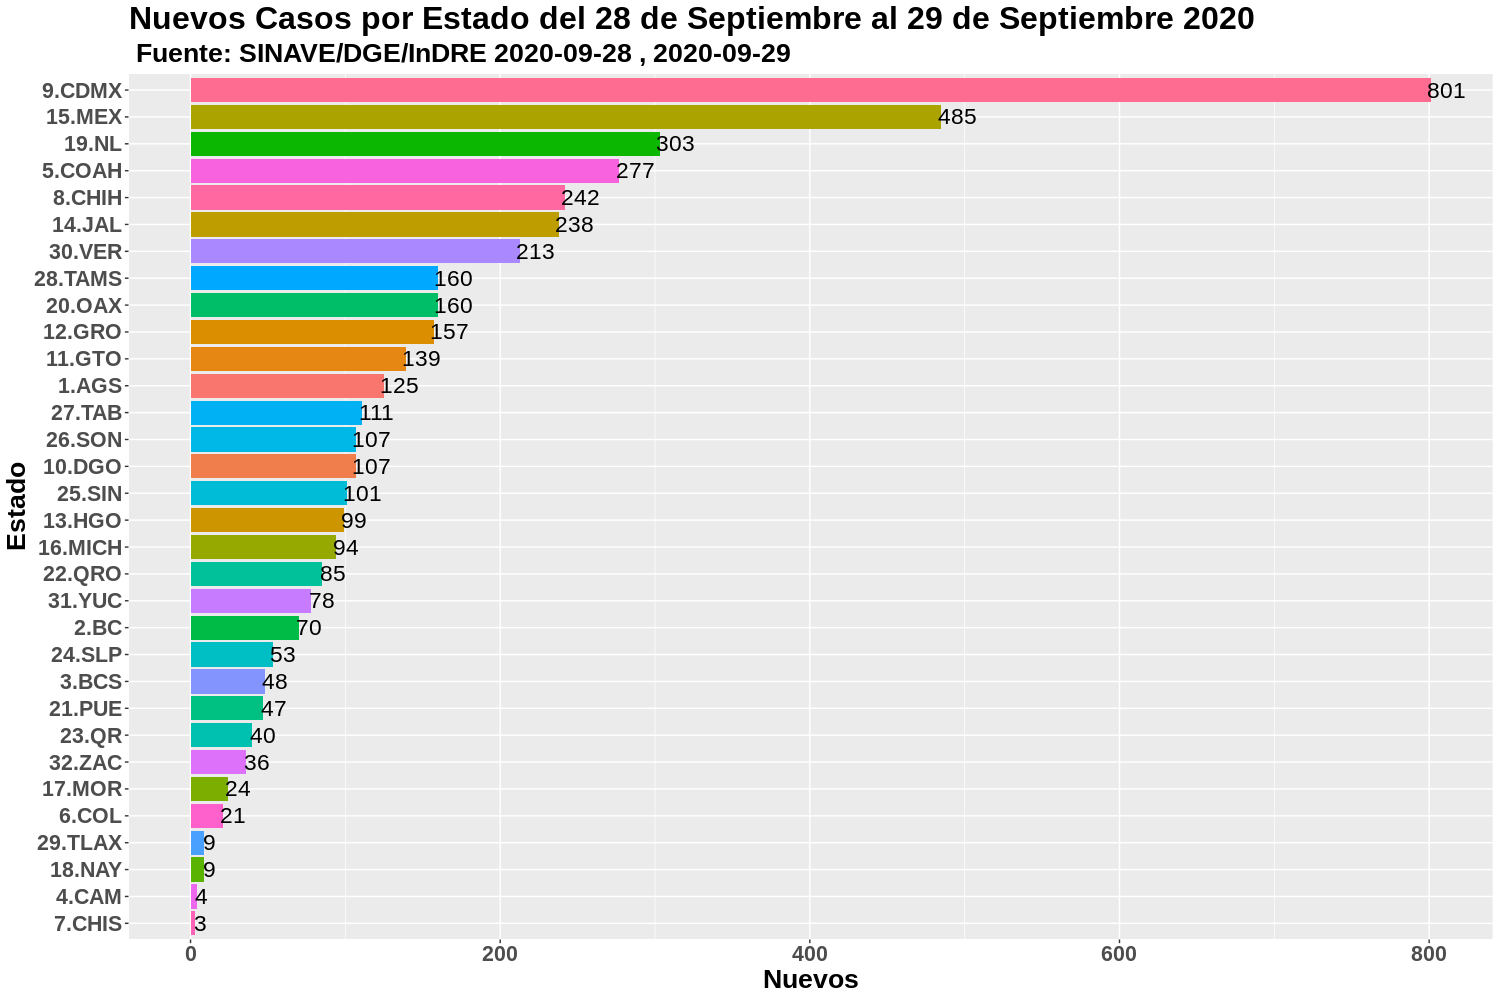 Nuevos Casos por Estado del 28 de Septiembre al 29 de Septiembre 2020
Fuente: SINAVE/DGE/InDRE 2020-09-28 , 2020-09-29
9.CDMX 801
15.MEX 485
19.NL 303
5.COAH 277
8.CHIH 242
14.JAL 238
30.VER 213
28.TAMS 160
20.OAX 160
12.GRO 157
11.GTO 139
1.AGS 125
27.TAB 111
26.SON 107
10.DGO 107
25.SIN 101
13.HGO 99
16.MICH 94
22.QRO 85
31.YUC 78
2.BC 70
24.SLP 53
3.BCS 48
21.PUE 47
23.QR 40
32.ZAC 36
17.MOR 24
6.COL 21
29.TLAX 9
18.NAY 9
4.CAM 4
7.CHIS 3
Estado
0 200 400 600 800
Nuevos